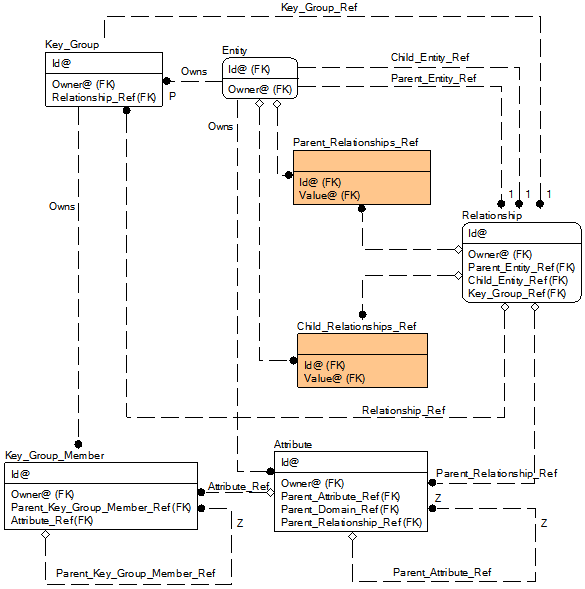 Key_Group_Ref
Key_Group
Id@
Owner@ (FK)
Relationship_Ref(FK)
Owns
P
Entity
Id@ (FK)
Owner@ (FK)
Child_Entity_Ref
Parent_Entity_Ref
Owns
Parent_Relationships_Ref
Id@ (FK)
Value@ (FK)
1
1
1
Relationship
Id@
Owner@ (FK)
Parent_Entity_Ref(FK)
Child_Entity_Ref(FK)
Key_Group_Ref(FK)
Owns
Child_Relationships_Ref
Id@ (FK)
Value@ (FK)
Relationship_Ref
Key_Group_Member
Id@
Owner@ (FK)
Parent_Key_Group_Member_Ref(FK)
Attribute_Ref(FK)
Attribute_Ref
Z
Parent_Key_Group_Member_Ref
Attribute
Id@
Owner@ (FK)
Parent_Attribute_Ref(FK)
Parent_Domain_Ref(FK)
Parent_Relationship_Ref(FK)
Parent_Relationship_Ref
Z
Z
Parent_Attribute_Ref